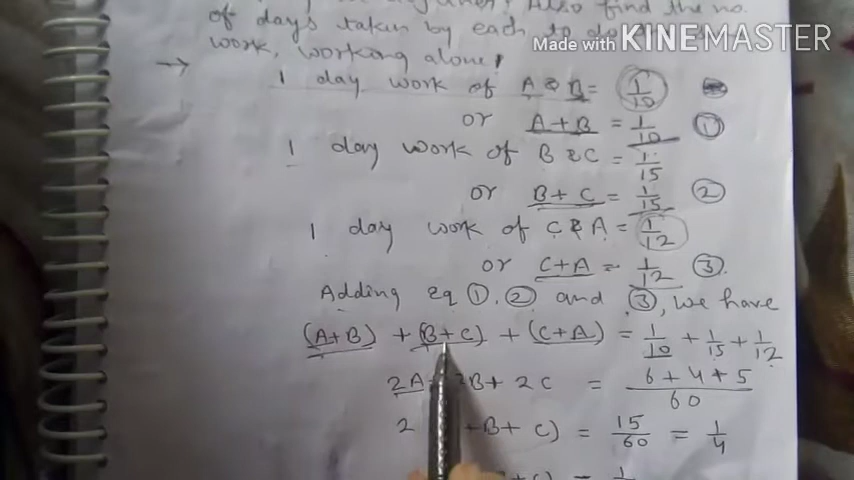 Also find the no.
of days taken by each to do
Made with KINEMASTER
work, working alone.
→ 1 day work of A & B = 1/10
or A + B = 1/10 ①
1 day work of B & C = 1/15
or B + C = 1/15 ②
1 day work of C & A = 1/12
or C + A = 1/12 ③.
Adding eq ①, ② and ③, we have
(A+B) + (B+C) + (C+A) = 1/10 + 1/15 + 1/12
2A + 2B + 2C = 6 + 4 + 5 / 60
2 + B + C) = 15/60 = 1/4